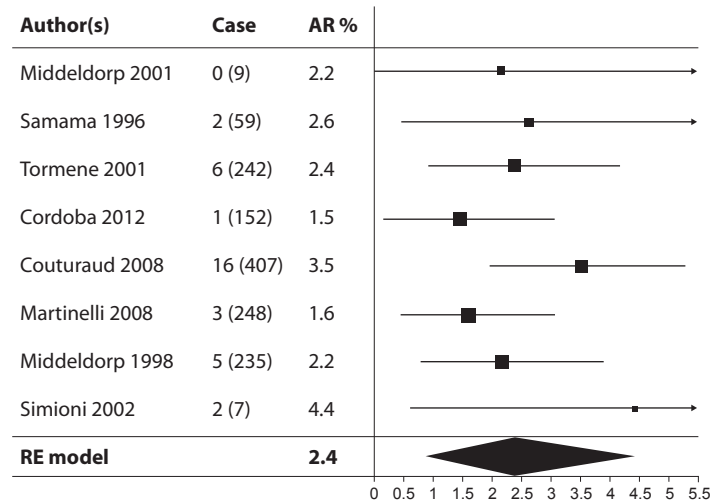 Author(s) Case AR %
Middeldorp 2001 0 (9) 2.2
Samama 1996 2 (59) 2.6
Tormene 2001 6 (242) 2.4
Cordoba 2012 1 (152) 1.5
Couturaud 2008 16 (407) 3.5
Martinelli 2008 3 (248) 1.6
Middeldorp 1998 5 (235) 2.2
Simioni 2002 2 (7) 4.4
RE model 2.4
0 0.5 1.5 1 2 2.5 3 3.5 4 4.5 5 5.5